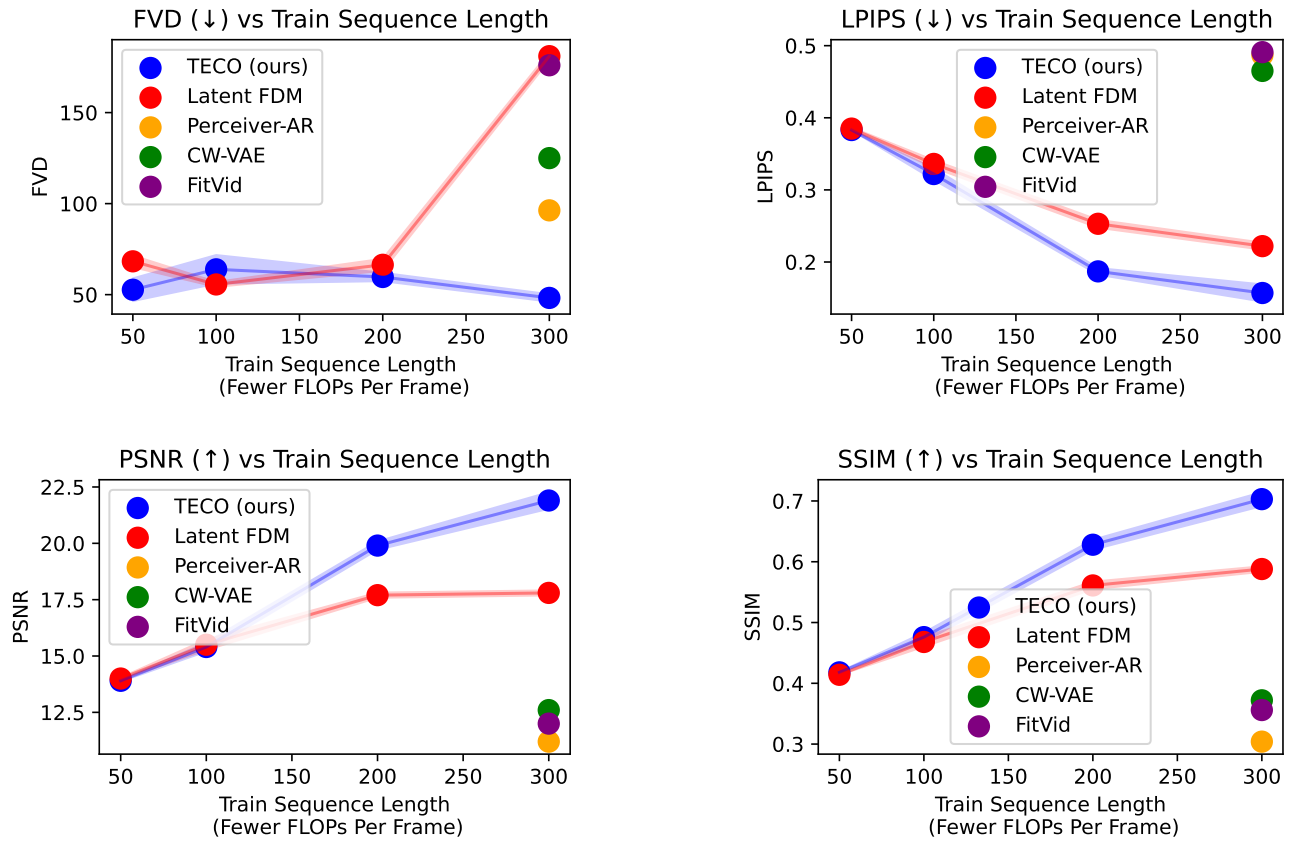 FVD (↓) vs Train Sequence Length
TECO (ours)
Latent FDM
Perceiver-AR
CW-VAE
FitVid
FVD
150
100
50
50 100 150 200 250 300
Train Sequence Length
(Fewer FLOPs Per Frame)
LPIPS (↓) vs Train Sequence Length
TECO (ours)
Latent FDM
Perceiver-AR
CW-VAE
FitVid
LPIPS
0.5
0.4
0.3
0.2
50 100 150 200 250 300
Train Sequence Length
(Fewer FLOPs Per Frame)
PSNR (↑) vs Train Sequence Length
TECO (ours)
Latent FDM
Perceiver-AR
CW-VAE
FitVid
PSNR
22.5
20.0
17.5
15.0
12.5
50 100 150 200 250 300
Train Sequence Length
(Fewer FLOPs Per Frame)
SSIM (↑) vs Train Sequence Length
TECO (ours)
Latent FDM
Perceiver-AR
CW-VAE
FitVid
SSIM
0.7
0.6
0.5
0.4
0.3
50 100 150 200 250 300
Train Sequence Length
(Fewer FLOPs Per Frame)